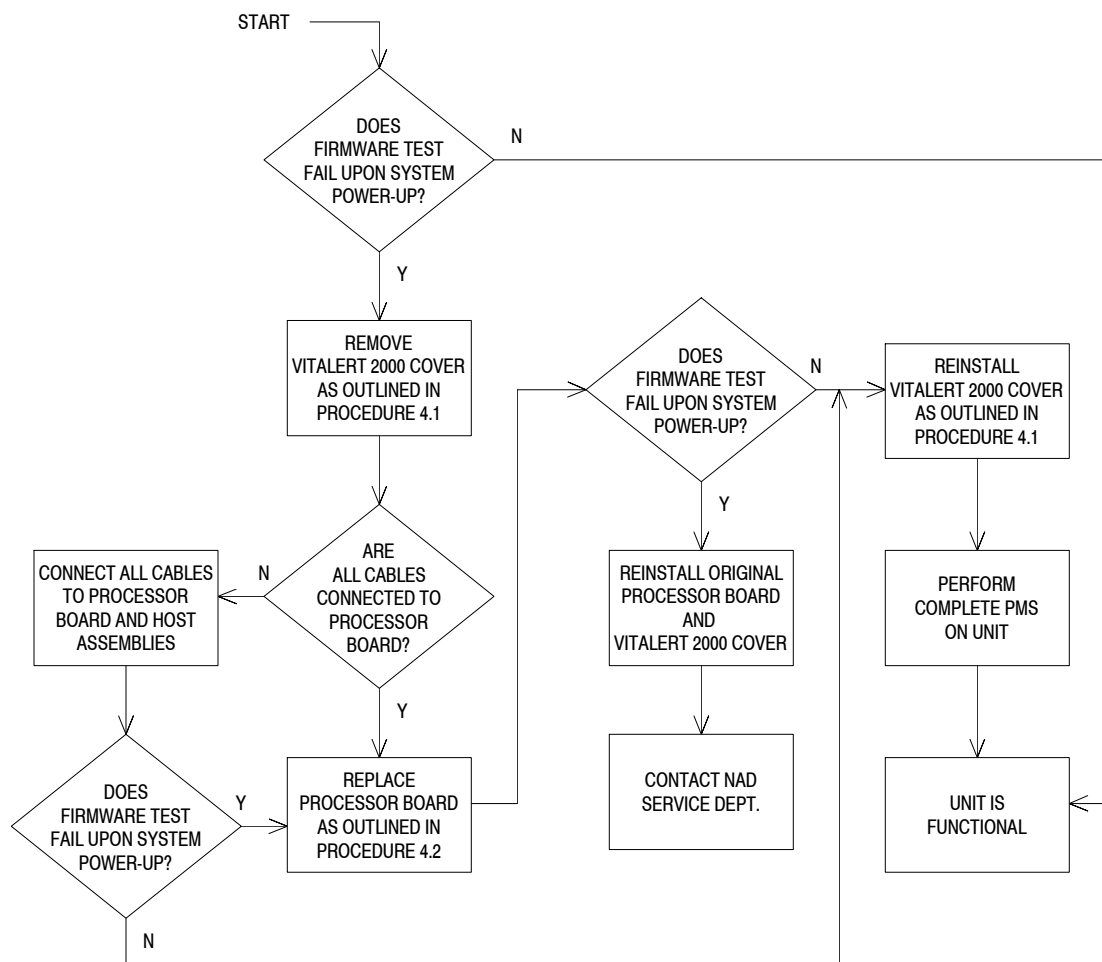 START
DOES
FIRMWARE TEST
FAIL UPON SYSTEM
POWER-UP?
N
Y
REMOVE
VITALERT 2000 COVER
AS OUTLINED IN
PROCEDURE 4.1
ARE
ALL CABLES
CONNECTED TO
PROCESSOR
BOARD?
N
CONNECT ALL CABLES
TO PROCESSOR
BOARD AND HOST
ASSEMBLIES
Y
DOES
FIRMWARE TEST
FAIL UPON SYSTEM
POWER-UP?
Y
N
REPLACE
PROCESSOR BOARD
AS OUTLINED IN
PROCEDURE 4.2
DOES
FIRMWARE TEST
FAIL UPON SYSTEM
POWER-UP?
N
Y
REINSTALL ORIGINAL
PROCESSOR BOARD
AND
VITALERT 2000 COVER
CONTACT NAD
SERVICE DEPT.
REINSTALL
VITALERT 2000 COVER
AS OUTLINED IN
PROCEDURE 4.1
PERFORM
COMPLETE PMS
ON UNIT
UNIT IS
FUNCTIONAL